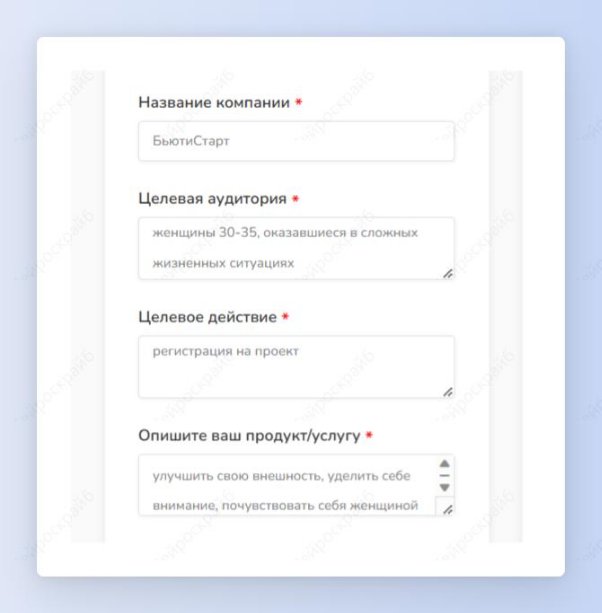 Название компании *
БьютиСтарт
Целевая аудитория *
женщины 30-35, оказавшиеся в сложных
жизненных ситуациях
Целевое действие *
регистрация на проект
Опишите ваш продукт/услугу *
улучшить свою внешность, уделить себе
внимание, почувствовать себя женщиной